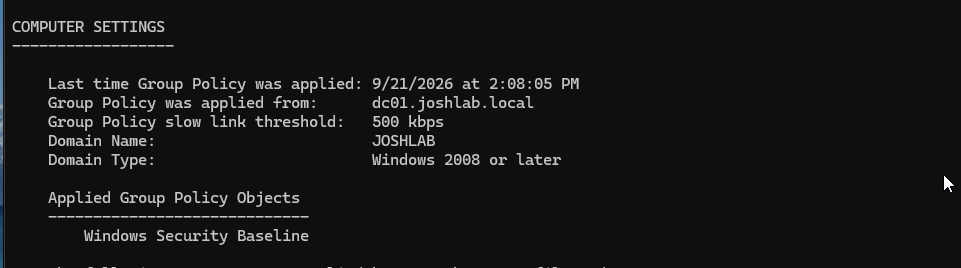 COMPUTER SETTINGS
------------------
Last time Group Policy was applied: 9/21/2026 at 2:08:05 PM
Group Policy was applied from:      dc01.joshlab.local
Group Policy slow link threshold:   500 kbps
Domain Name:                        JOSHLAB
Domain Type:                        Windows 2008 or later
Applied Group Policy Objects
-----------------------------
Windows Security Baseline